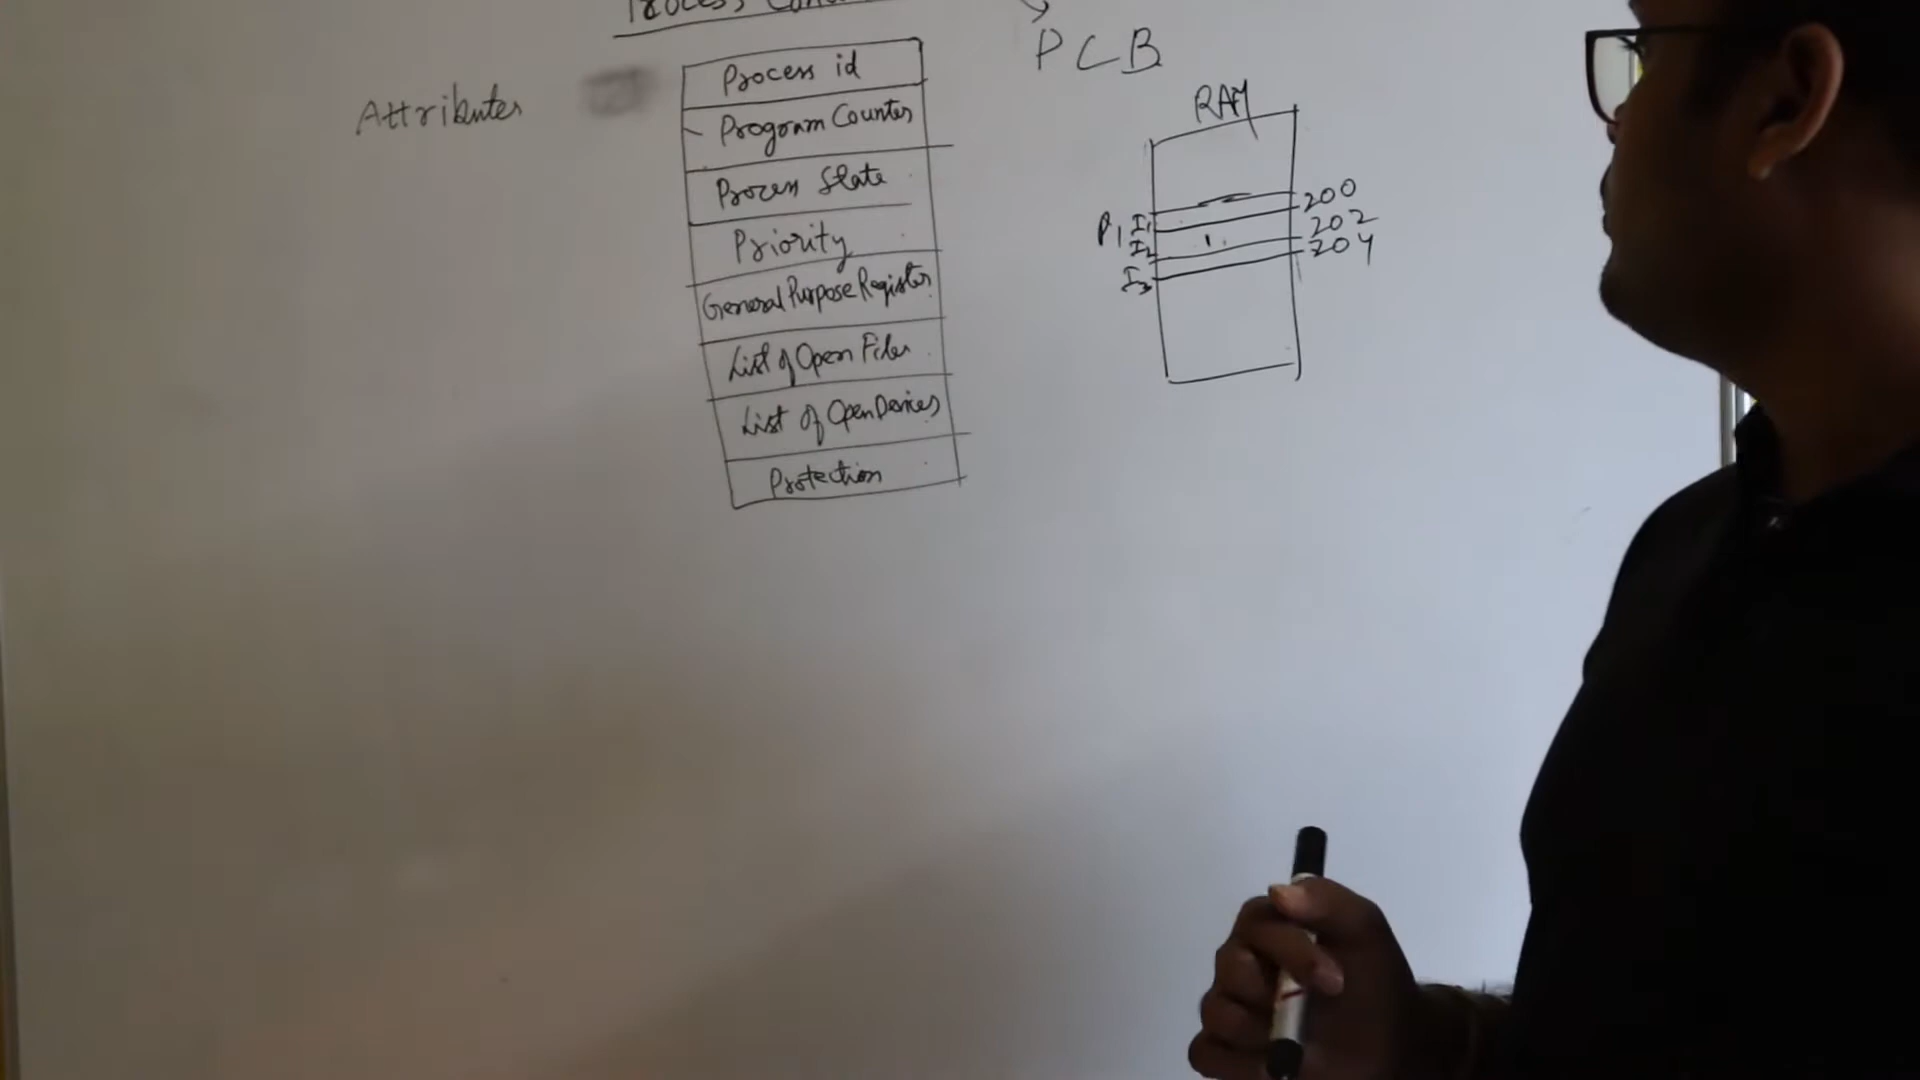 Process
PCB
Attributes
Process id
Program Counter
Process State
Priority
General Purpose Register
List of Open Files
List of Open Devices
Protection
RAM
200
P1 I1
202
I2
204
I3